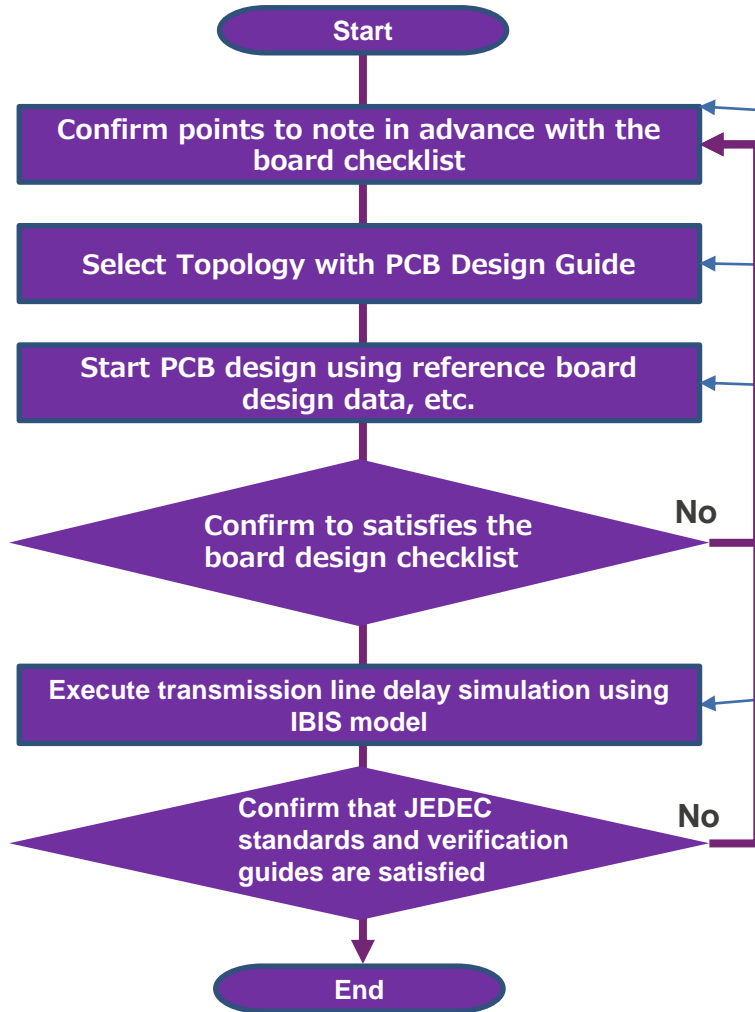 Start
Confirm points to note in advance with the
board checklist
Select Topology with PCB Design Guide
Start PCB design using reference board
design data, etc.
Confirm to satisfies the
board design checklist
No
Execute transmission line delay simulation using
IBIS model
Confirm that JEDEC
standards and verification
guides are satisfied
No
End